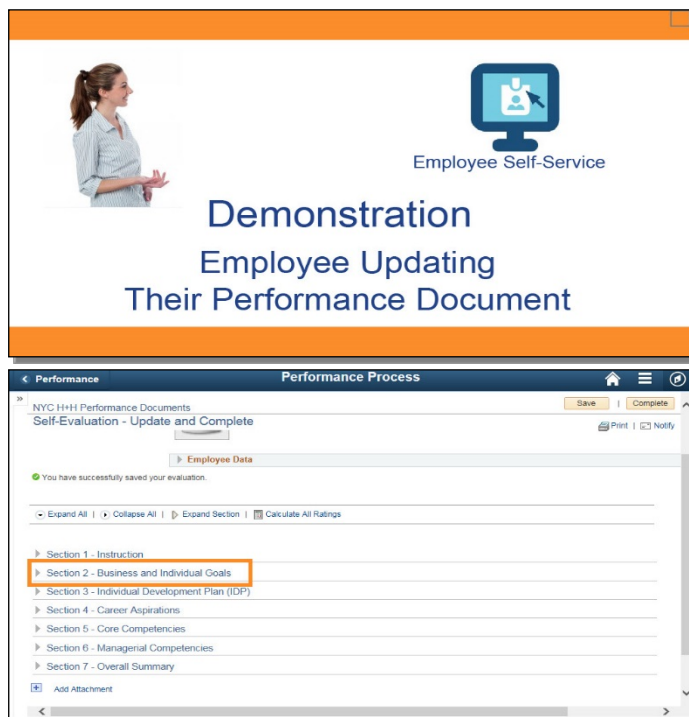 Employee Self-Service
Demonstration
Employee Updating
Their Performance Document
Performance
Performance Process
NYC H+H Performance Documents
Save | Complete
Self-Evaluation - Update and Complete
Print | Notify
Employee Data
You have successfully saved your evaluation.
Expand All | Collapse All | Expand Section | Calculate All Ratings
Section 1 - Instruction
Section 2 - Business and Individual Goals
Section 3 - Individual Development Plan (IDP)
Section 4 - Career Aspirations
Section 5 - Core Competencies
Section 6 - Managerial Competencies
Section 7 - Overall Summary
Add Attachment